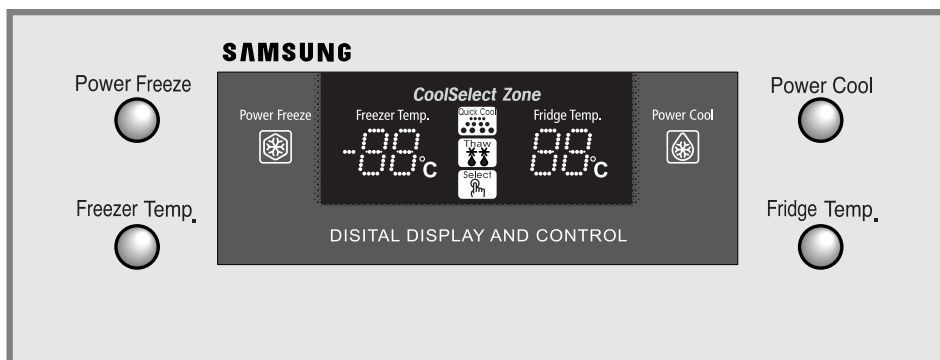 SAMSUNG
Power Freeze
Power Cool
CoolSelect Zone
Power Freeze
Freezer Temp.
Quick Cool
Fridge Temp.
Power Cool
-88°C
Thaw
88°C
Select
Freezer Temp.
Fridge Temp.
DISITAL DISPLAY AND CONTROL